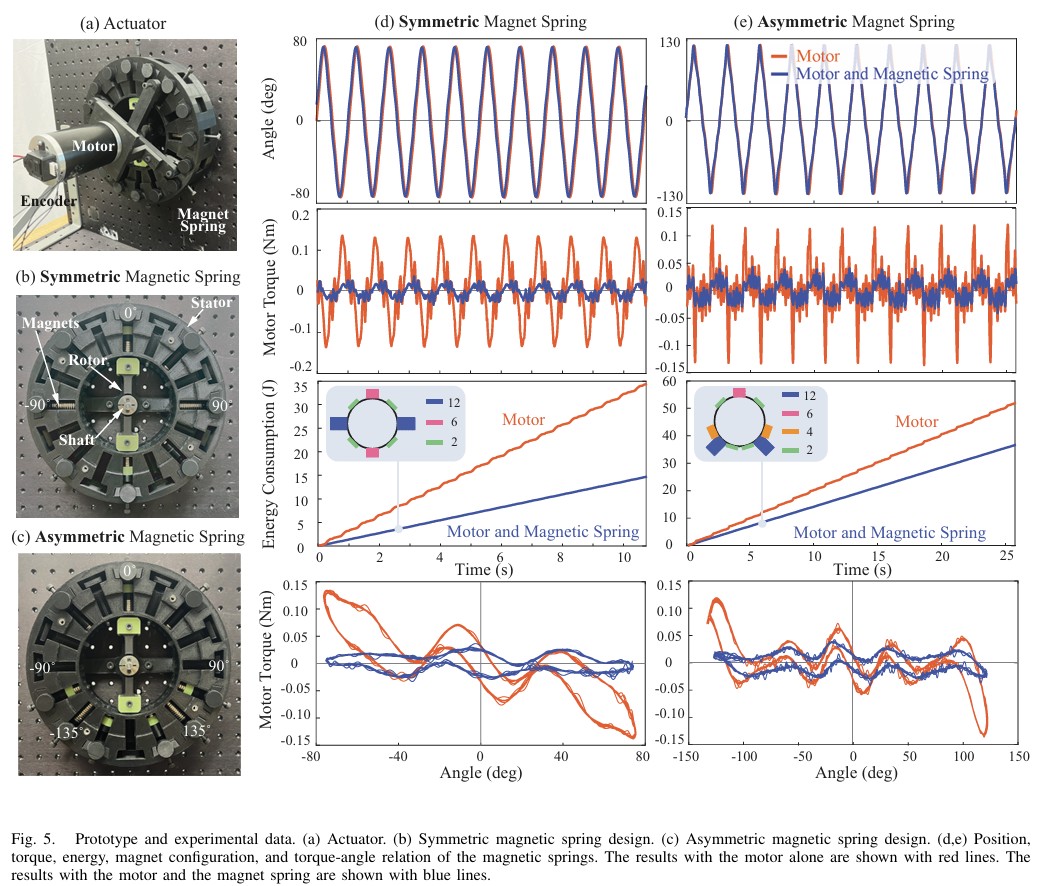 (a) Actuator
Motor
Encoder
Magnet
Spring
(b) Symmetric Magnetic Spring
Stator
0°
Magnets
Rotor
-90°
90°
Shaft
(c) Asymmetric Magnetic Spring
0°
-90°
90°
-135°
135°
(d) Symmetric Magnet Spring
80
0
-80
Angle (deg)
0.2
0.1
0
-0.1
-0.2
Motor Torque (Nm)
35
30
25
20
15
10
5
0
Energy Consumption (J)
12
6
2
Motor
Motor and Magnetic Spring
0 2 4 6 8 10
Time (s)
0.15
0.10
0.05
0
-0.05
-0.10
-0.15
Motor Torque (Nm)
-80 -40 0 40 80
Angle (deg)
(e) Asymmetric Magnet Spring
130
0
-130
Motor
Motor and Magnetic Spring
0.15
0.1
0.05
0
-0.05
-0.1
-0.15
60
50
40
30
20
10
0
12
6
4
2
Motor
Motor and Magnetic Spring
0 5 10 15 20 25
Time (s)
0.15
0.10
0.05
0
-0.05
-0.10
-0.15
-150 -100 -50 0 50 100 150
Angle (deg)
Fig. 5. Prototype and experimental data. (a) Actuator. (b) Symmetric magnetic spring design. (c) Asymmetric magnetic spring design. (d,e) Position,
torque, energy, magnet configuration, and torque-angle relation of the magnetic springs. The results with the motor alone are shown with red lines. The
results with the motor and the magnet spring are shown with blue lines.